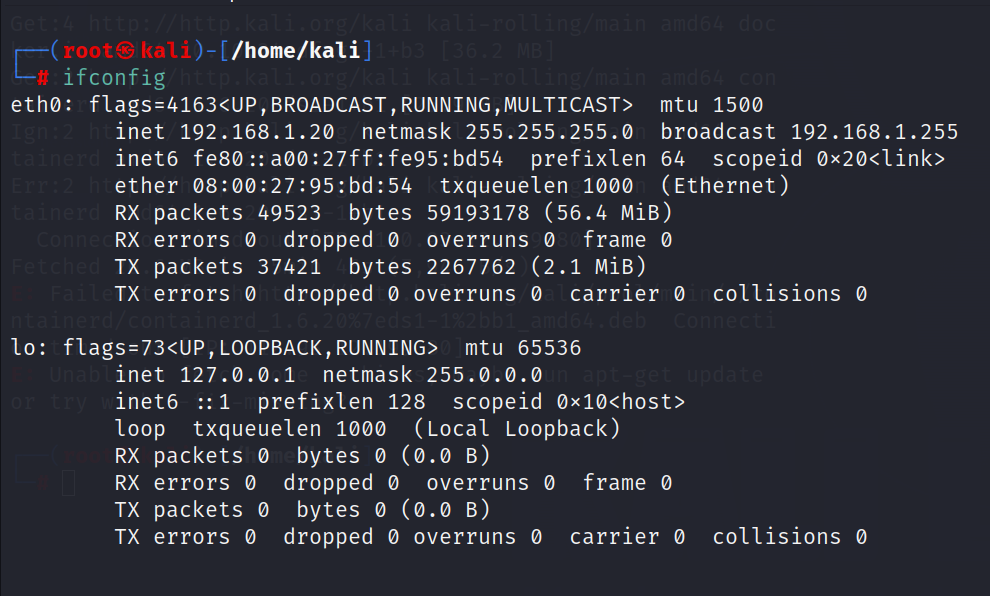 ┌──(root㉿kali)-[/home/kali]
└─# ifconfig
eth0: flags=4163<UP,BROADCAST,RUNNING,MULTICAST>  mtu 1500
        inet 192.168.1.20  netmask 255.255.255.0  broadcast 192.168.1.255
        inet6 fe80::a00:27ff:fe95:bd54  prefixlen 64  scopeid 0x20<link>
        ether 08:00:27:95:bd:54  txqueuelen 1000  (Ethernet)
        RX packets 49523  bytes 59193178 (56.4 MiB)
        RX errors 0  dropped 0  overruns 0  frame 0
        TX packets 37421  bytes 2267762 (2.1 MiB)
        TX errors 0  dropped 0 overruns 0  carrier 0  collisions 0
lo: flags=73<UP,LOOPBACK,RUNNING>  mtu 65536
        inet 127.0.0.1  netmask 255.0.0.0
        inet6 ::1  prefixlen 128  scopeid 0x10<host>
        loop  txqueuelen 1000  (Local Loopback)
        RX packets 0  bytes 0 (0.0 B)
        RX errors 0  dropped 0  overruns 0  frame 0
        TX packets 0  bytes 0 (0.0 B)
        TX errors 0  dropped 0 overruns 0  carrier 0  collisions 0